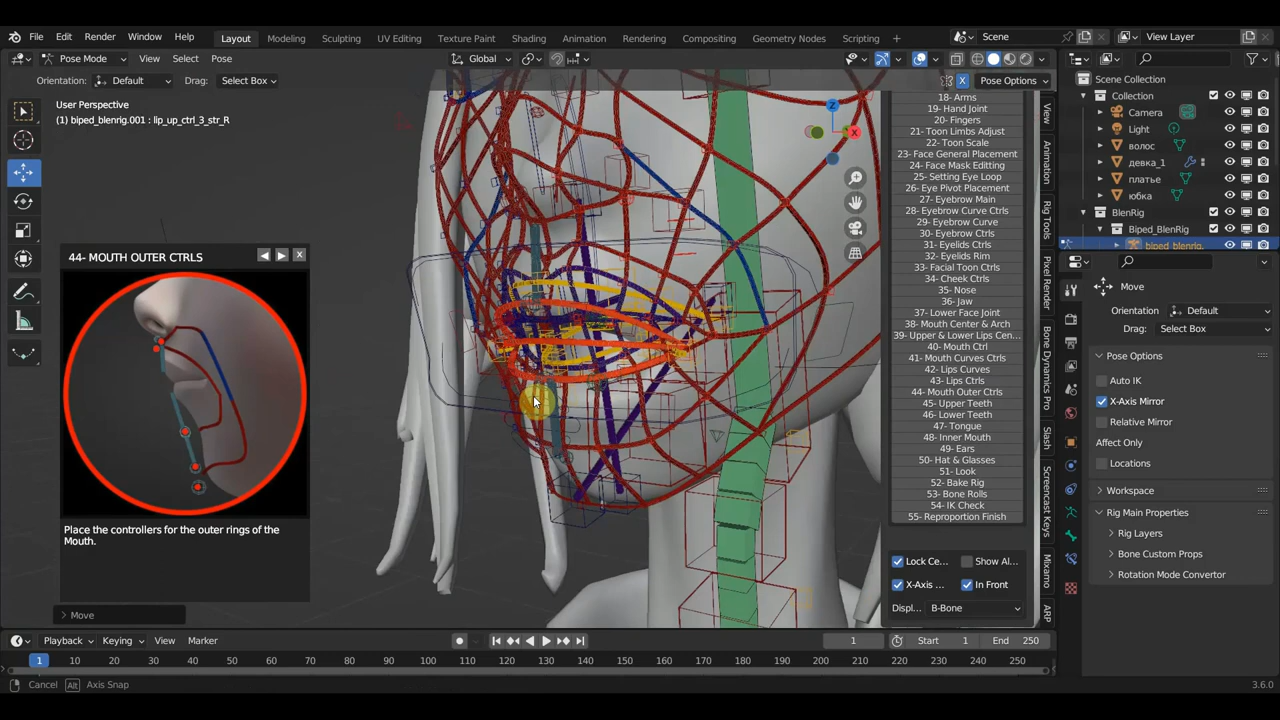 File Edit Render Window Help
Layout Modeling Sculpting UV Editing Texture Paint Shading Animation Rendering Compositing Geometry Nodes Scripting +
Scene
View Layer
Pose Mode View Select Pose
Global
Orientation: Default Drag: Select Box
X Pose Options
User Perspective
(1) biped_blenrig.001 : lip_up_ctrl_3_str_R
Z
X
44- MOUTH OUTER CTRLS
Place the controllers for the outer rings of the
Mouth.
Move
18- Arms
19- Hand Joint
20- Fingers
21- Toon Limbs Adjust
22- Toon Scale
23- Face General Placement
24- Face Mask Editting
25- Setting Eye Loop
26- Eye Pivot Placement
27- Eyebrow Main
28- Eyebrow Curve Ctrls
29- Eyebrow Curve
30- Eyebrow Ctrls
31- Eyelids Ctrls
32- Eyelids Rim
33- Facial Toon Ctrls
34- Cheek Ctrls
35- Nose
36- Jaw
37- Lower Face Joint
38- Mouth Center & Arch
39- Upper & Lower Lips Cen...
40- Mouth Ctrl
41- Mouth Curves Ctrls
42- Lips Curves
43- Lips Ctrls
44- Mouth Outer Ctrls
45- Upper Teeth
46- Lower Teeth
47- Tongue
48- Inner Mouth
49- Ears
50- Hat & Glasses
51- Look
52- Bake Rig
53- Bone Rolls
54- IK Check
55- Reproportion Finish
Lock Ce... Show Al...
X-Axis ... In Front
Displ... B-Bone
View
Animation
Rig Tools
Pixel Render
Bone Dynamics Pro
Slash
Screencast Keys
Mixamo
ARP
Scene Collection
Collection
Camera
Light
волос
девка_1
платье
юбка
BlenRig
Biped_BlenRig
biped_blenrig.
Move
Orientation: Default
Drag: Select Box
Pose Options
Auto IK
X-Axis Mirror
Relative Mirror
Affect Only
Locations
Workspace
Rig Main Properties
Rig Layers
Bone Custom Props
Rotation Mode Convertor
Playback Keying View Marker
1 Start 1 End 250
1 10 20 30 40 50 60 70 80 90 100 110 120 130 140 150 160 170 180 190 200 210 220 230 240 250
Cancel Alt Axis Snap
3.6.0